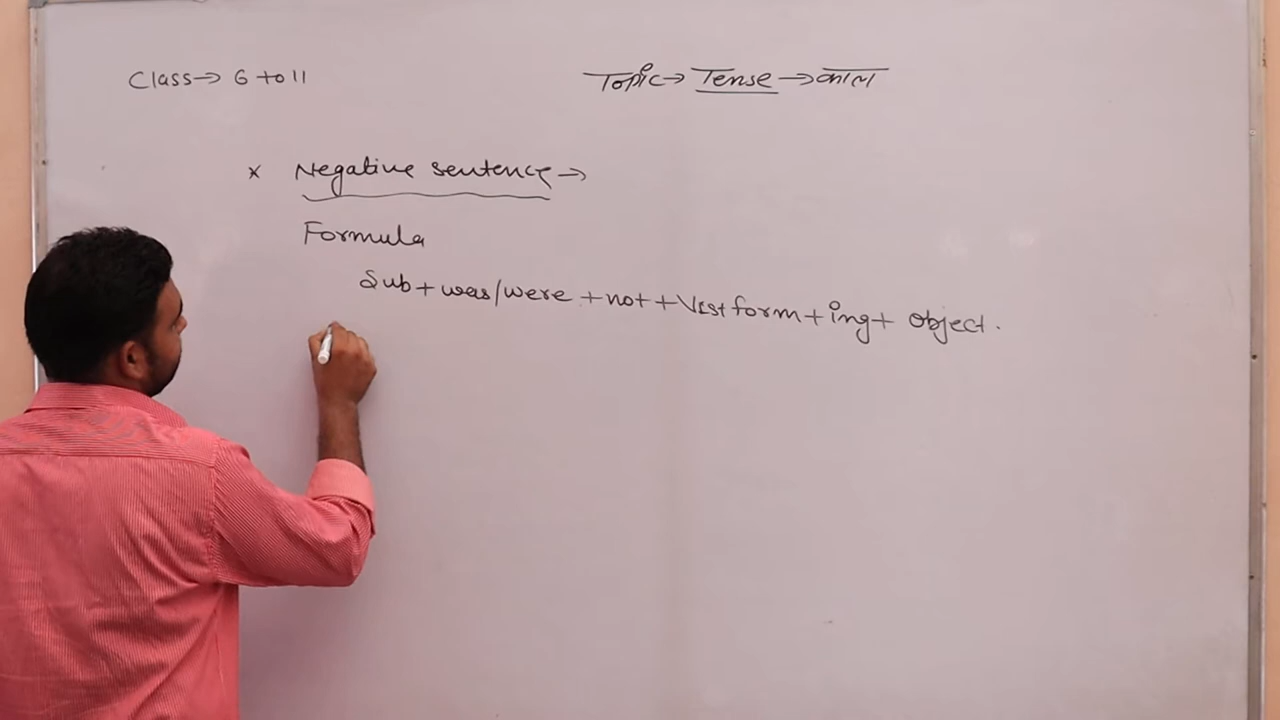 Class→ 6 to 11
Topic→ Tense →काल
× Negative sentence →
Formula
Sub + was/were + not + V1st form + ing + object.